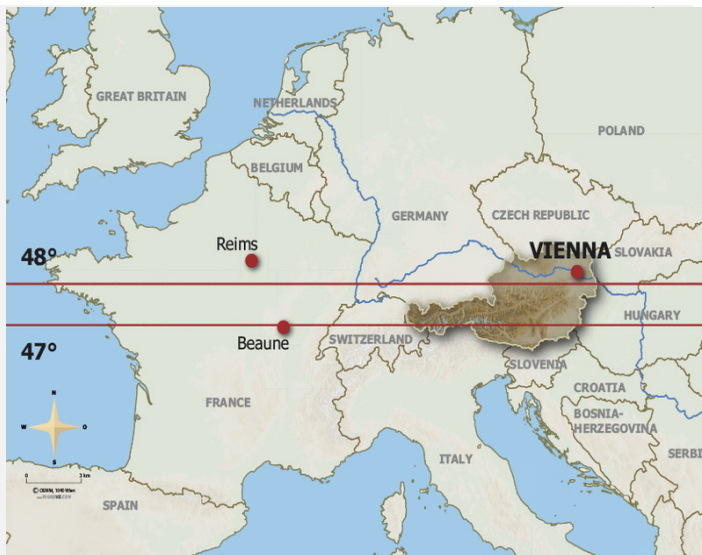 GREAT BRITAIN
NETHERLANDS
POLAND
BELGIUM
GERMANY
CZECH REPUBLIC
Reims
VIENNA
SLOVAKIA
48°
HUNGARY
Beaune
SWITZERLAND
47°
SLOVENIA
CROATIA
FRANCE
BOSNIA-
HERZEGOVINA
N
W
O
S
SERBI
ITALY
0
SPAIN